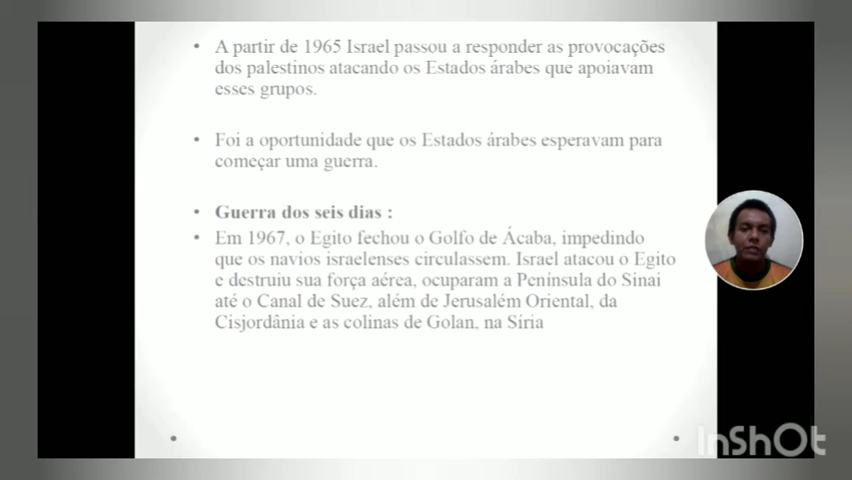 A partir de 1965 Israel passou a responder as provocações
dos palestinos atacando os Estados árabes que apoiavam
esses grupos.
Foi a oportunidade que os Estados árabes esperavam para
começar uma guerra.
Guerra dos seis dias :
Em 1967, o Egito fechou o Golfo de Ácaba, impedindo
que os navios israelenses circulassem. Israel atacou o Egito
e destruiu sua força aérea, ocuparam a Península do Sinai
até o Canal de Suez, além de Jerusalém Oriental, da
Cisjordânia e as colinas de Golan, na Síria
InShOt